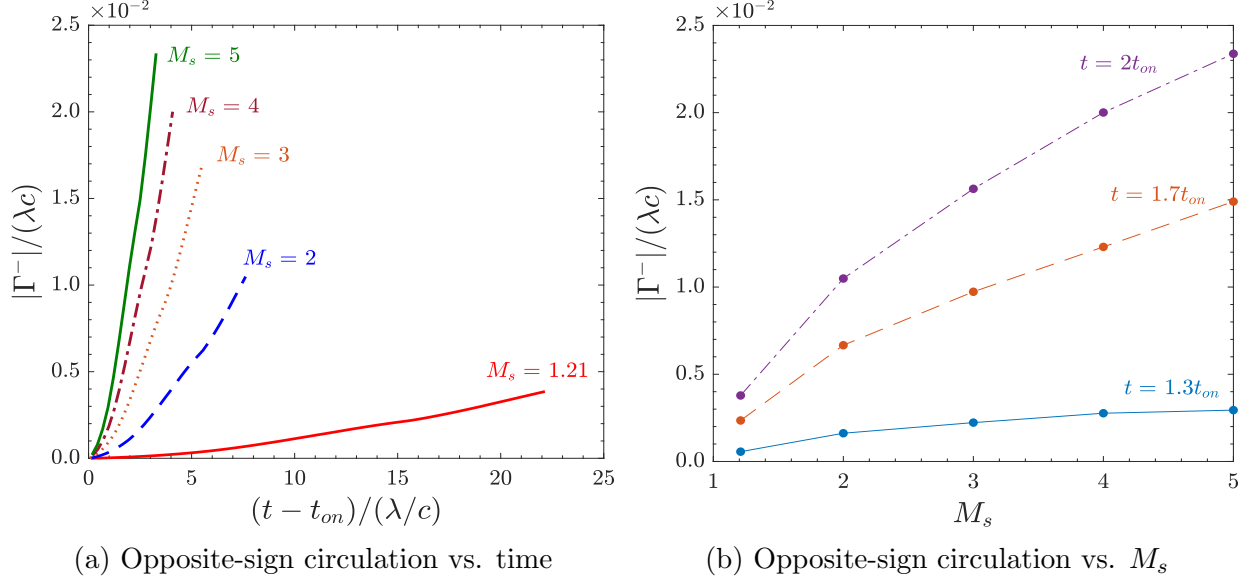 ×10⁻²
2.5
2.0
1.5
1.0
0.5
0.0
|Γ⁻|/(λc)
M_s = 5
M_s = 4
M_s = 3
M_s = 2
M_s = 1.21
0 5 10 15 20 25
(t − t_on)/(λ/c)
(a) Opposite-sign circulation vs. time
×10⁻²
2.5
2.0
1.5
1.0
0.5
0.0
|Γ⁻|/(λc)
t = 2t_on
t = 1.7t_on
t = 1.3t_on
1 2 3 4 5
M_s
(b) Opposite-sign circulation vs. M_s